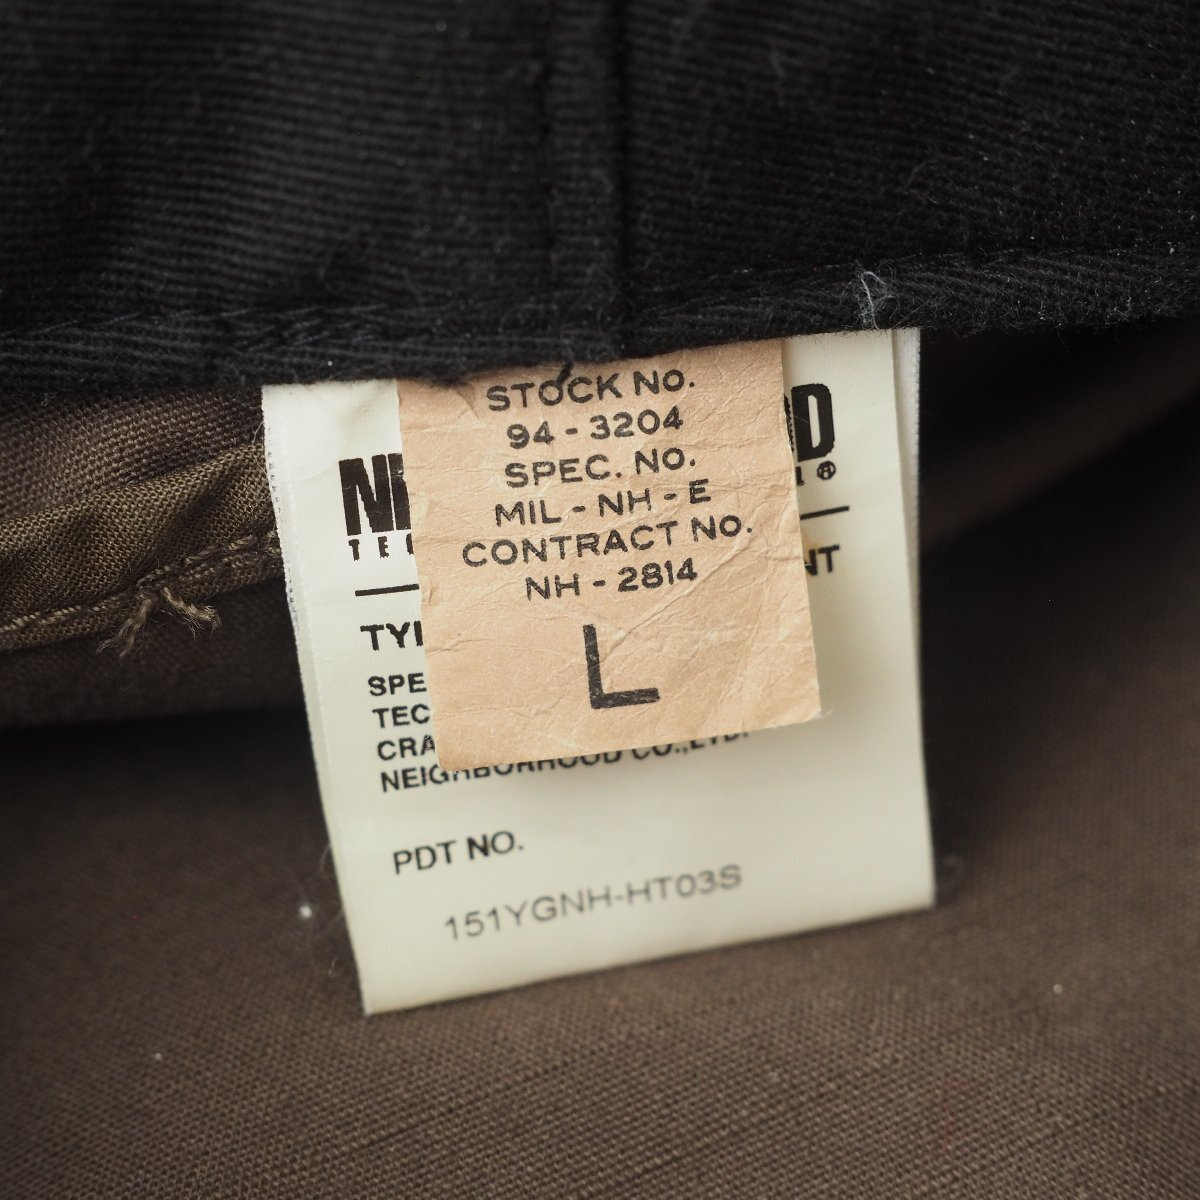 STOCK No.
94 - 3204
SPEC. NO.
MIL - NH - E
CONTRACT NO.
NH - 2814
L
NEIGHBORHOOD CO.,LTD.
PDT NO.
151YGNH-HT03S